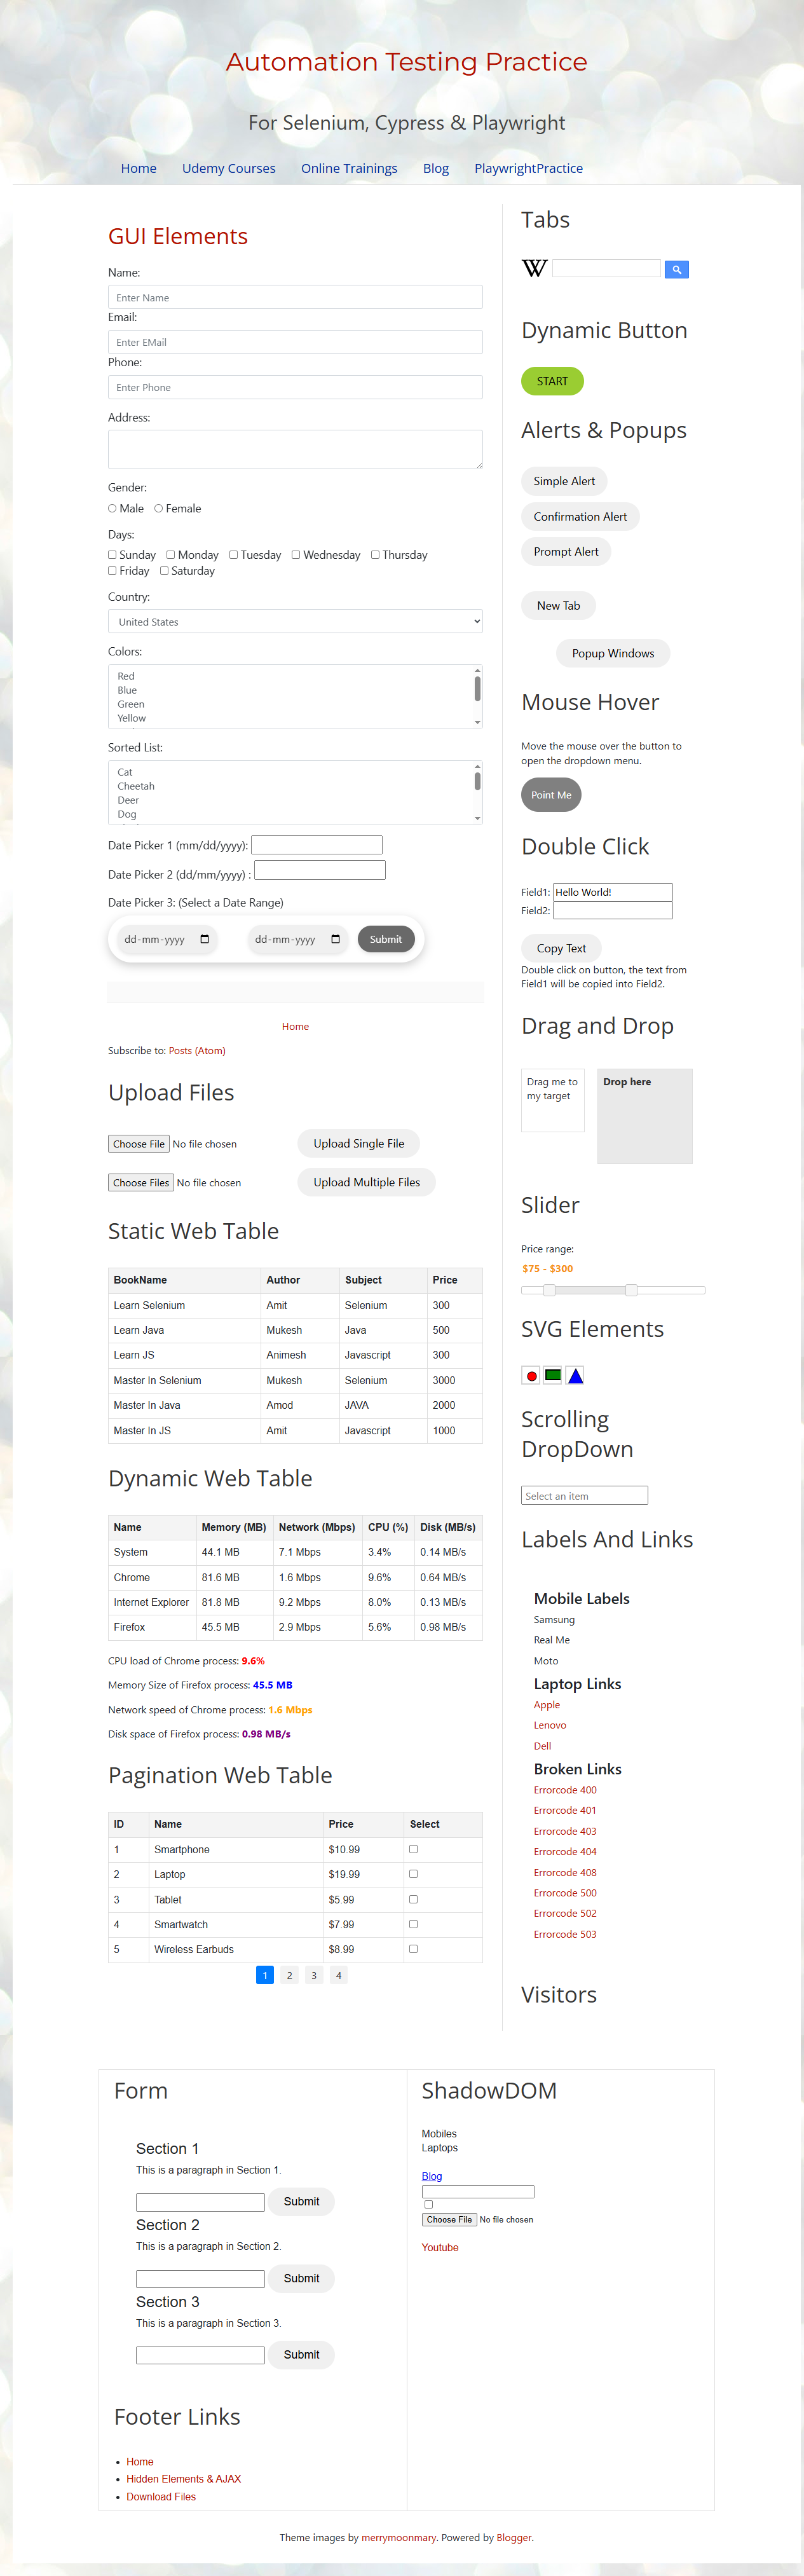 Automation Testing Practice
For Selenium, Cypress & Playwright
Home Udemy Courses Online Trainings Blog PlaywrightPractice
GUI Elements
Name:
Enter Name
Email:
Enter EMail
Phone:
Enter Phone
Address:
Gender:
Male Female
Days:
Sunday Monday Tuesday Wednesday Thursday
Friday Saturday
Country:
United States
Colors:
Red
Blue
Green
Yellow
Sorted List:
Cat
Cheetah
Deer
Dog
Date Picker 1 (mm/dd/yyyy):
Date Picker 2 (dd/mm/yyyy) :
Date Picker 3: (Select a Date Range)
dd-mm-yyyy dd-mm-yyyy Submit
Home
Subscribe to: Posts (Atom)
Upload Files
Choose File No file chosen Upload Single File
Choose Files No file chosen Upload Multiple Files
Static Web Table
BookName Author Subject Price
Learn Selenium Amit Selenium 300
Learn Java Mukesh Java 500
Learn JS Animesh Javascript 300
Master In Selenium Mukesh Selenium 3000
Master In Java Amod JAVA 2000
Master In JS Amit Javascript 1000
Dynamic Web Table
Name Memory (MB) Network (Mbps) CPU (%) Disk (MB/s)
System 44.1 MB 7.1 Mbps 3.4% 0.14 MB/s
Chrome 81.6 MB 1.6 Mbps 9.6% 0.64 MB/s
Internet Explorer 81.8 MB 9.2 Mbps 8.0% 0.13 MB/s
Firefox 45.5 MB 2.9 Mbps 5.6% 0.98 MB/s
CPU load of Chrome process: 9.6%
Memory Size of Firefox process: 45.5 MB
Network speed of Chrome process: 1.6 Mbps
Disk space of Firefox process: 0.98 MB/s
Pagination Web Table
ID Name Price Select
1 Smartphone $10.99
2 Laptop $19.99
3 Tablet $5.99
4 Smartwatch $7.99
5 Wireless Earbuds $8.99
1 2 3 4
Tabs
W
Dynamic Button
START
Alerts & Popups
Simple Alert
Confirmation Alert
Prompt Alert
New Tab
Popup Windows
Mouse Hover
Move the mouse over the button to
open the dropdown menu.
Point Me
Double Click
Field1: Hello World!
Field2:
Copy Text
Double click on button, the text from
Field1 will be copied into Field2.
Drag and Drop
Drag me to
my target
Drop here
Slider
Price range:
$75 - $300
SVG Elements
Scrolling
DropDown
Select an item
Labels And Links
Mobile Labels
Samsung
Real Me
Moto
Laptop Links
Apple
Lenovo
Dell
Broken Links
Errorcode 400
Errorcode 401
Errorcode 403
Errorcode 404
Errorcode 408
Errorcode 500
Errorcode 502
Errorcode 503
Visitors
Form
Section 1
This is a paragraph in Section 1.
Submit
Section 2
This is a paragraph in Section 2.
Submit
Section 3
This is a paragraph in Section 3.
Submit
Footer Links
Home
Hidden Elements & AJAX
Download Files
ShadowDOM
Mobiles
Laptops
Blog
Choose File No file chosen
Youtube
Theme images by merrymoonmary. Powered by Blogger.